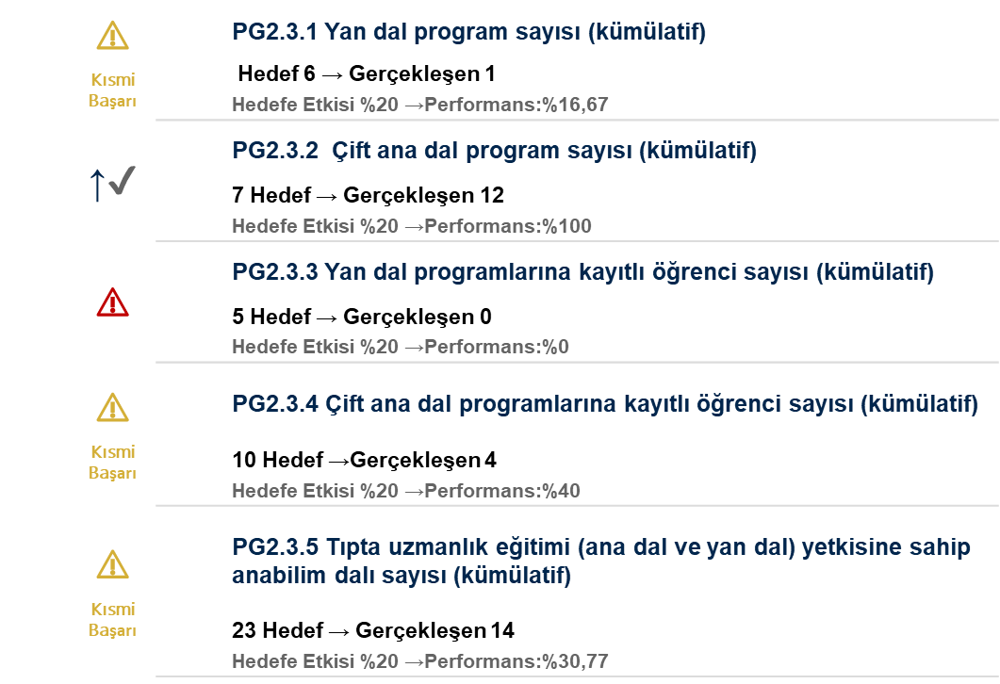 PG2.3.1 Yan dal program sayısı (kümülatif)
Hedef 6 → Gerçekleşen 1
Kısmi
Başarı
Hedefe Etkisi %20 →Performans:%16,67
PG2.3.2 Çift ana dal program sayısı (kümülatif)
7 Hedef → Gerçekleşen 12
Hedefe Etkisi %20 →Performans:%100
PG2.3.3 Yan dal programlarına kayıtlı öğrenci sayısı (kümülatif)
5 Hedef → Gerçekleşen 0
Hedefe Etkisi %20 →Performans:%0
PG2.3.4 Çift ana dal programlarına kayıtlı öğrenci sayısı (kümülatif)
Kısmi
Başarı
10 Hedef →Gerçekleşen 4
Hedefe Etkisi %20 →Performans:%40
PG2.3.5 Tıpta uzmanlık eğitimi (ana dal ve yan dal) yetkisine sahip
anabilim dalı sayısı (kümülatif)
Kısmi
Başarı
23 Hedef → Gerçekleşen 14
Hedefe Etkisi %20 →Performans:%30,77